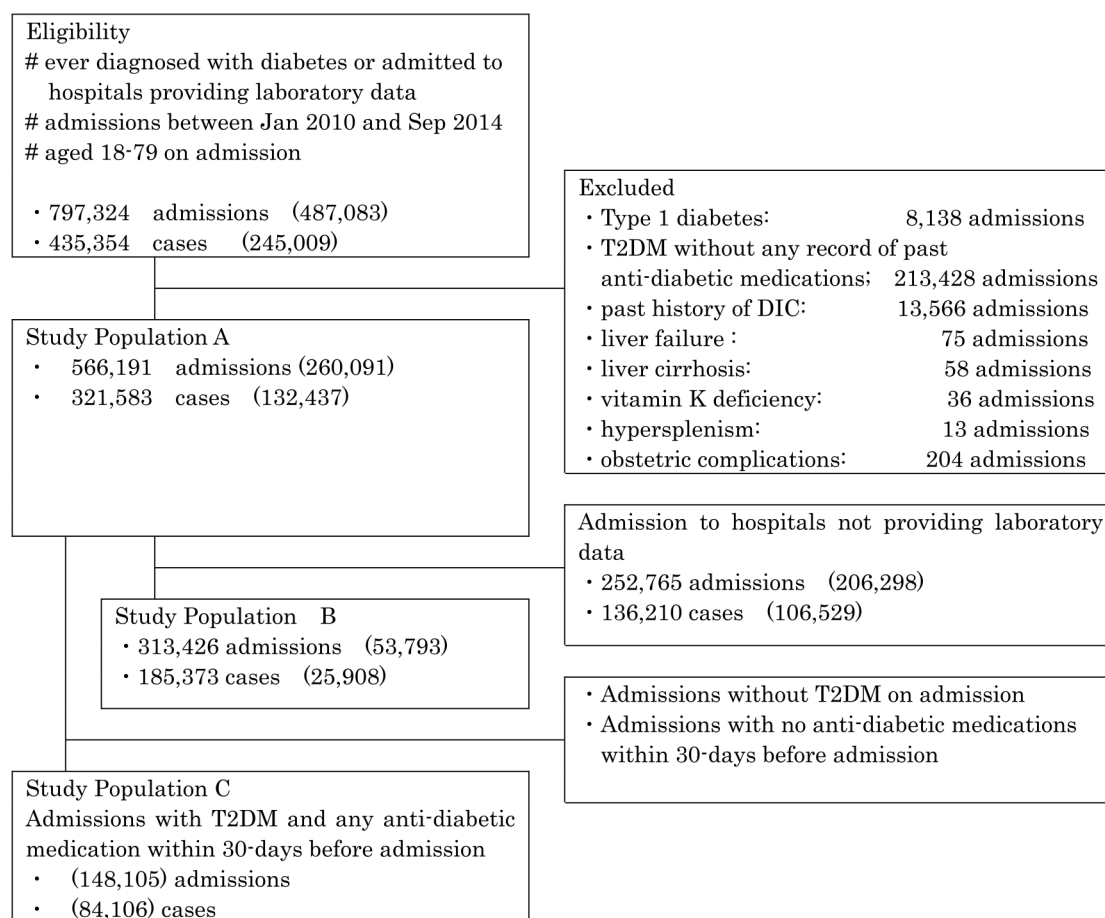 Eligibility
# ever diagnosed with diabetes or admitted to
hospitals providing laboratory data
# admissions between Jan 2010 and Sep 2014
# aged 18-79 on admission
・797,324 admissions (487,083)
・435,354 cases (245,009)
Excluded
・Type 1 diabetes: 8,138 admissions
・T2DM without any record of past
anti-diabetic medications; 213,428 admissions
・past history of DIC: 13,566 admissions
・liver failure : 75 admissions
・liver cirrhosis: 58 admissions
・vitamin K deficiency: 36 admissions
・hypersplenism: 13 admissions
・obstetric complications: 204 admissions
Study Population A
・ 566,191 admissions (260,091)
・ 321,583 cases (132,437)
Admission to hospitals not providing laboratory
data
・252,765 admissions (206,298)
・136,210 cases (106,529)
Study Population B
・313,426 admissions (53,793)
・185,373 cases (25,908)
・Admissions without T2DM on admission
・Admissions with no anti-diabetic medications
within 30-days before admission
Study Population C
Admissions with T2DM and any anti-diabetic
medication within 30-days before admission
・ (148,105) admissions
・ (84,106) cases